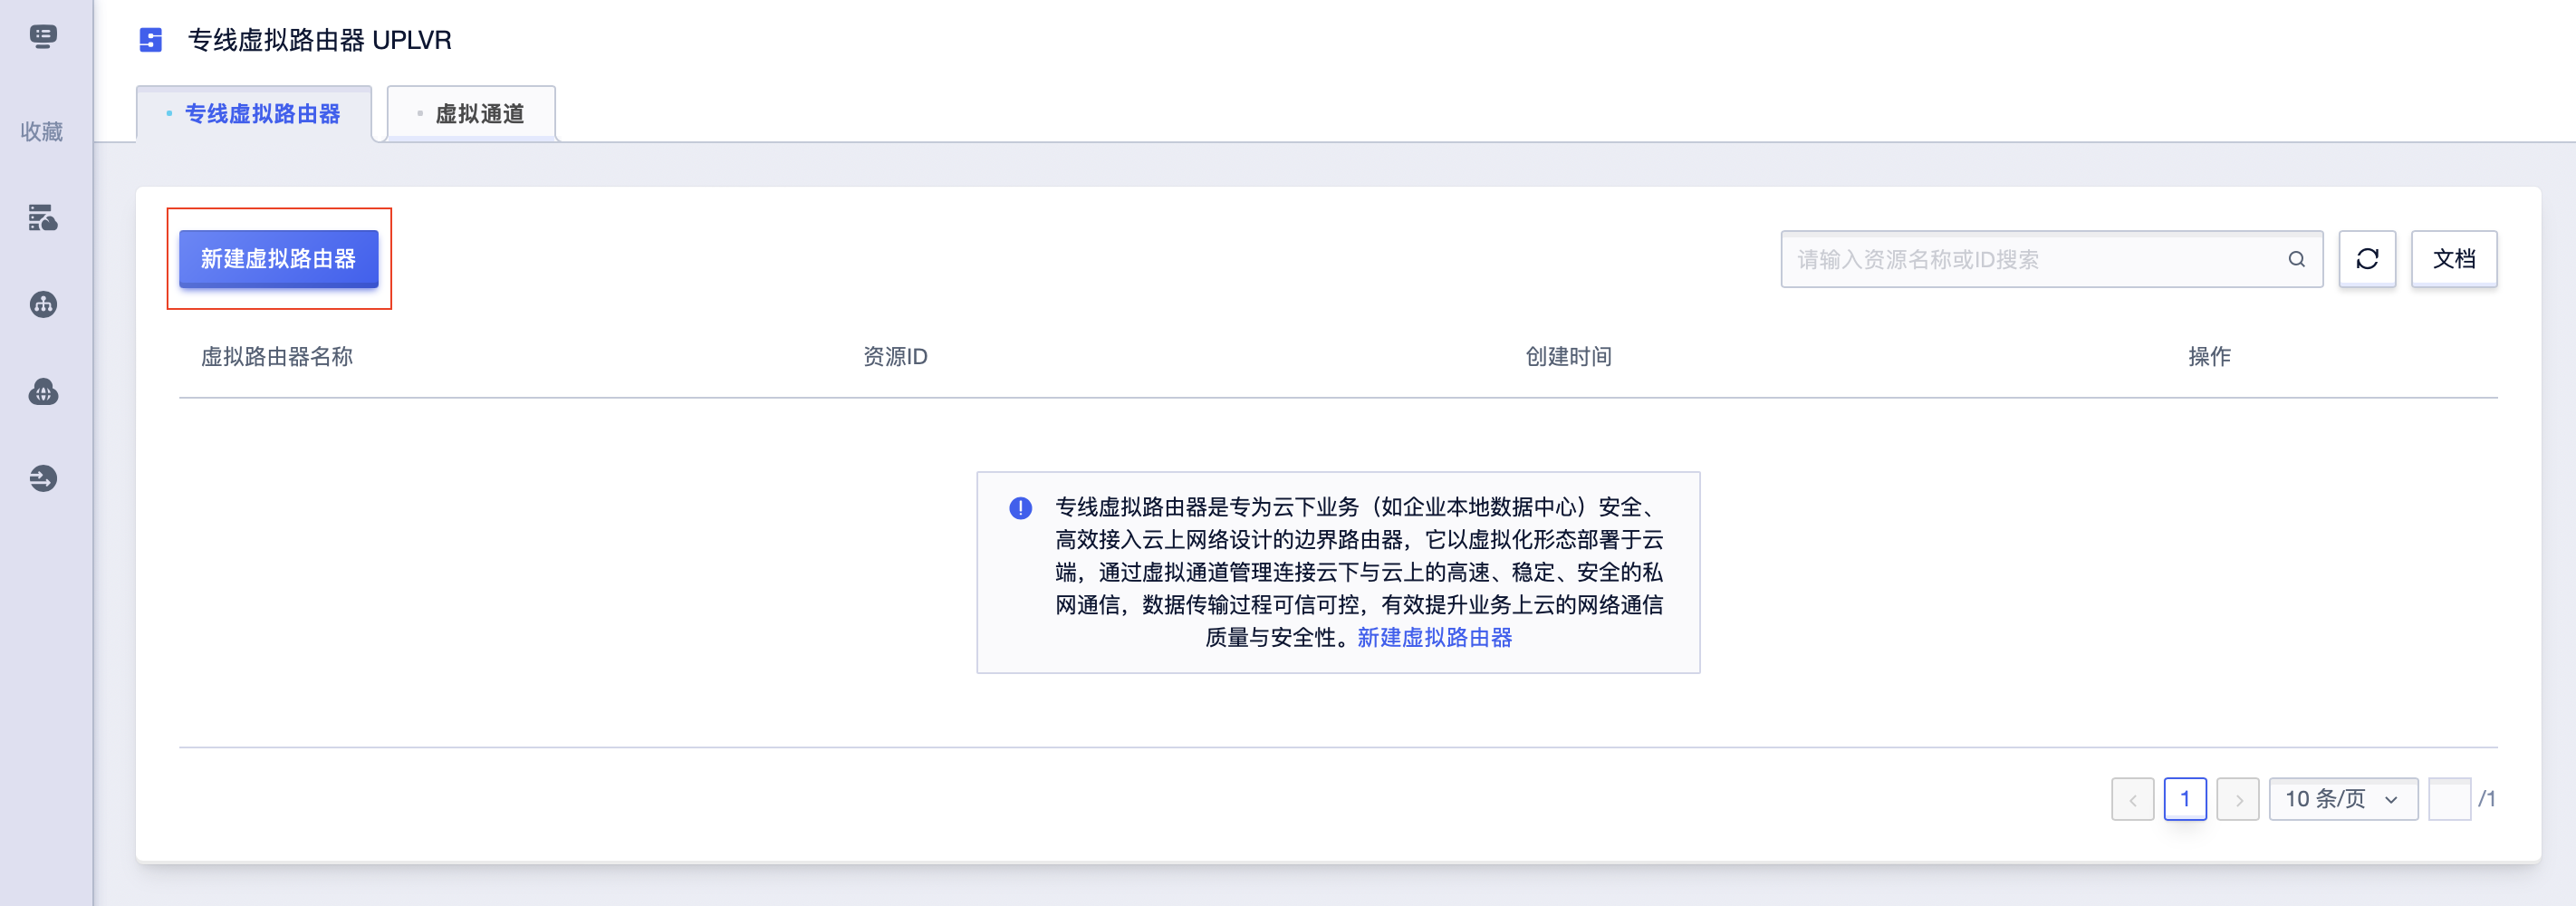 专线虚拟路由器 UPLVR
收藏
专线虚拟路由器
虚拟通道
新建虚拟路由器
请输入资源名称或ID搜索
文档
虚拟路由器名称
资源ID
创建时间
操作
专线虚拟路由器是专为云下业务（如企业本地数据中心）安全、
高效接入云上网络设计的边界路由器，它以虚拟化形态部署于云
端，通过虚拟通道管理连接云下与云上的高速、稳定、安全的私
网通信，数据传输过程可信可控，有效提升业务上云的网络通信
质量与安全性。新建虚拟路由器
1
10 条/页
/1